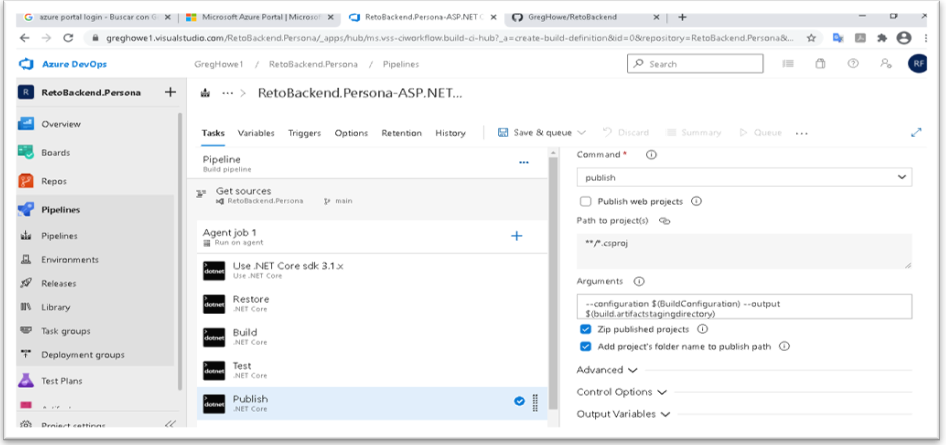 azure portal login - Buscar con G
Microsoft Azure Portal | Microsof
RetoBackend.Persona-ASP.NET C
GregHowe/RetoBackend
greghowe1.visualstudio.com/RetoBackend.Persona/_apps/hub/ms.vss-ciworkflow.build-ci-hub?_a=create-build-definition&id=0&repository=RetoBackend.Persona&...
Azure DevOps
GregHowe1 / RetoBackend.Persona / Pipelines
Search
RF
R RetoBackend.Persona
RetoBackend.Persona-ASP.NET...
Overview
Boards
Repos
Pipelines
Pipelines
Environments
Releases
Library
Task groups
Deployment groups
Test Plans
Project settings
Tasks Variables Triggers Options Retention History
Save & queue Discard Summary Queue
Pipeline
Build pipeline
Get sources
RetoBackend.Persona main
Agent job 1
Run on agent
dotnet Use .NET Core sdk 3.1.x
Use .NET Core
dotnet Restore
.NET Core
dotnet Build
.NET Core
dotnet Test
.NET Core
dotnet Publish
.NET Core
Command *
publish
Publish web projects
Path to project(s)
**/*.csproj
Arguments
--configuration $(BuildConfiguration) --output
$(build.artifactstagingdirectory)
Zip published projects
Add project's folder name to publish path
Advanced
Control Options
Output Variables